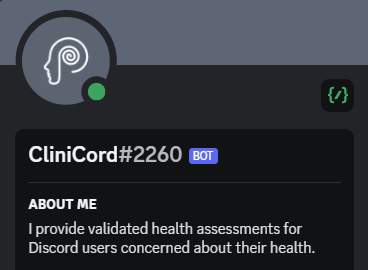 {/}
CliniCord#2260 BOT
ABOUT ME
I provide validated health assessments for
Discord users concerned about their health.